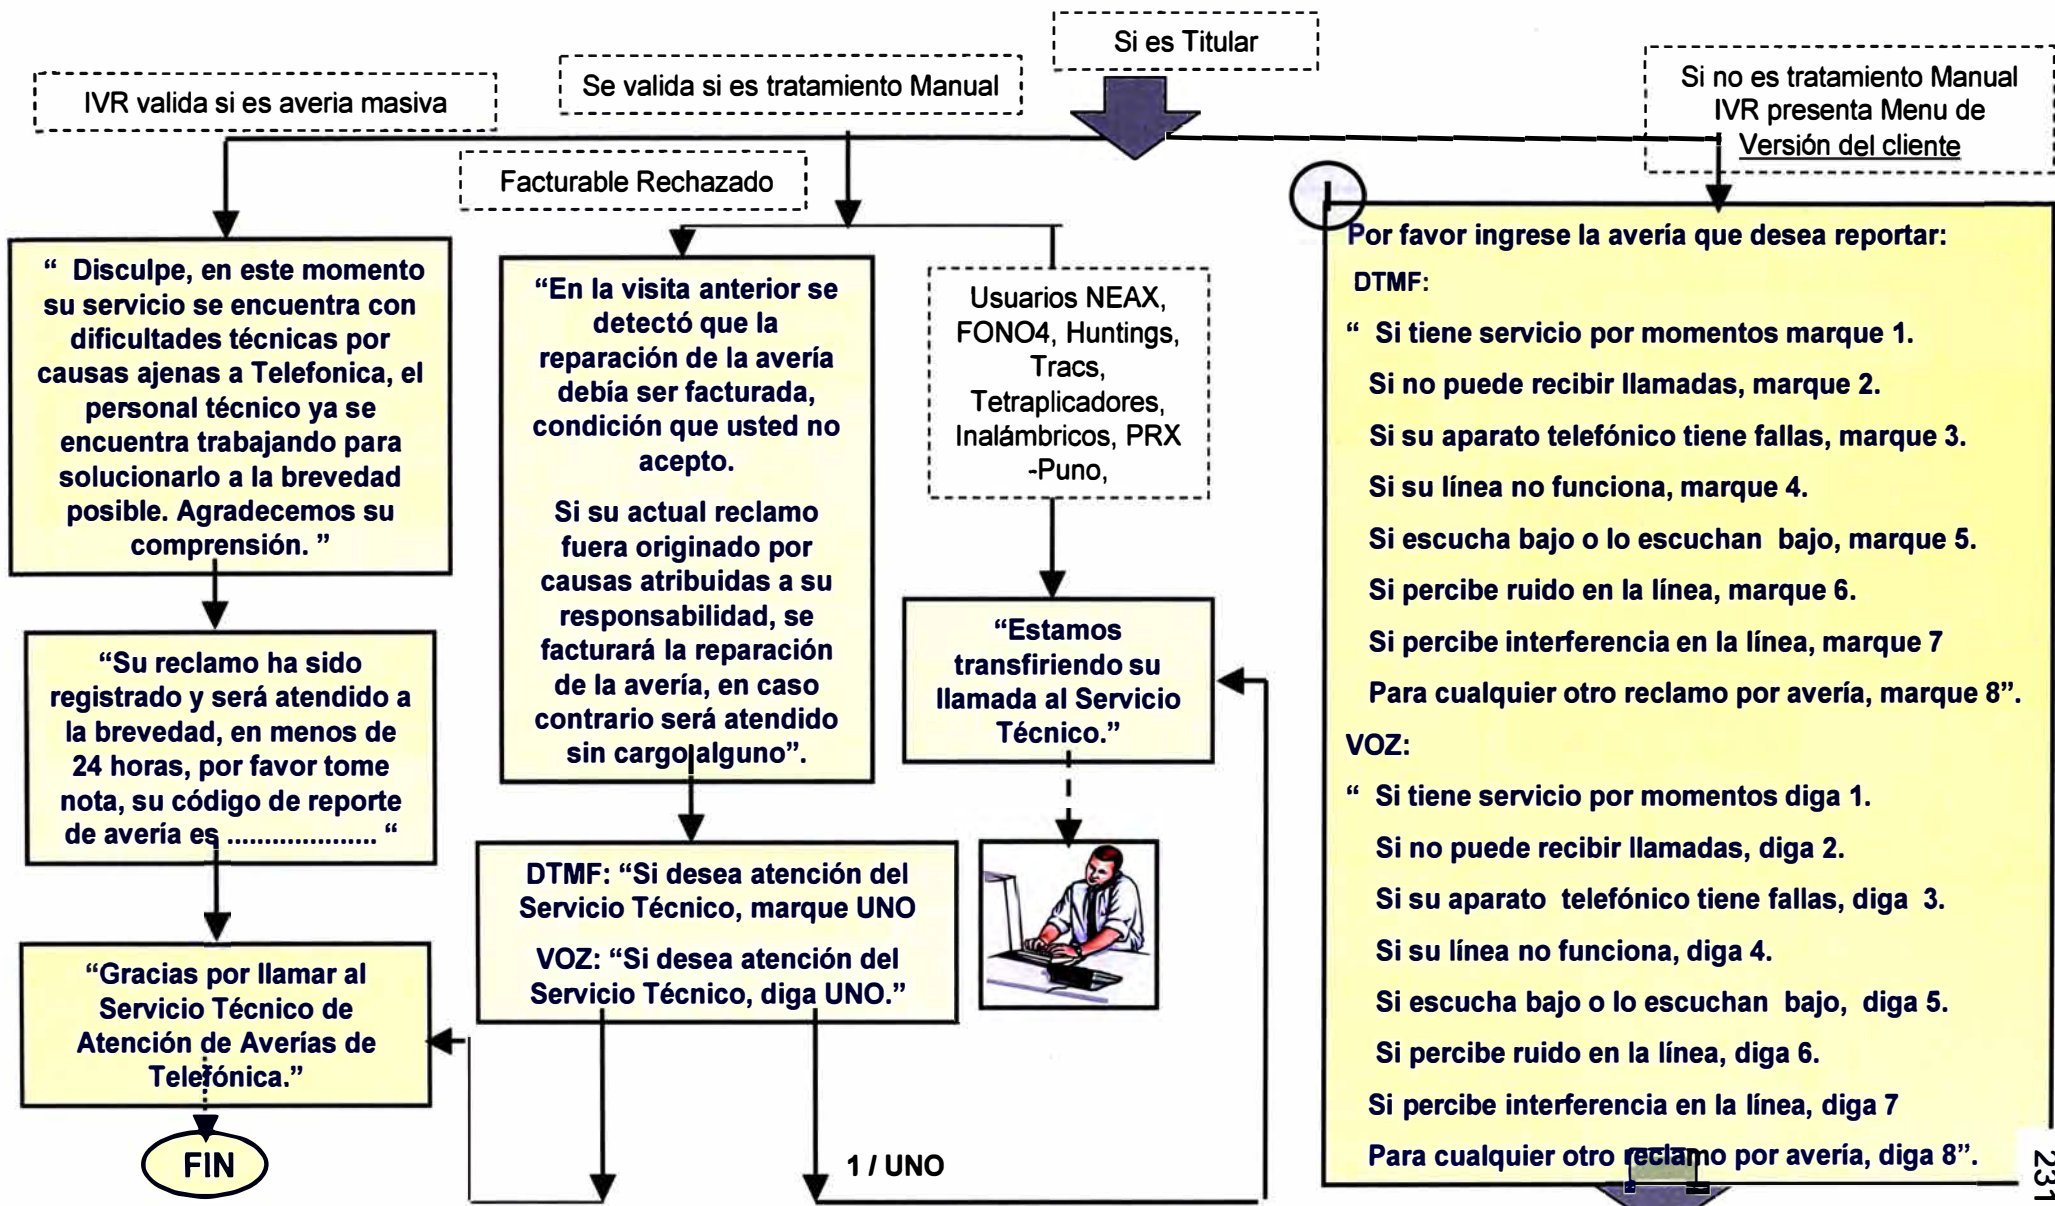 Si es Titular
IVR valida si es averia masiva
Se valida si es tratamiento Manual
Si no es tratamiento Manual
IVR presenta Menu de
Versión del cliente
Facturable Rechazado
“ Disculpe, en este momento
su servicio se encuentra con
dificultades técnicas por
causas ajenas a Telefonica, el
personal técnico ya se
encuentra trabajando para
solucionarlo a la brevedad
posible. Agradecemos su
comprensión. ”
“Su reclamo ha sido
registrado y será atendido a
la brevedad, en menos de
24 horas, por favor tome
nota, su código de reporte
de avería es .................... “
“Gracias por llamar al
Servicio Técnico de
Atención de Averías de
Telefónica.”
FIN
“En la visita anterior se
detectó que la
reparación de la avería
debía ser facturada,
condición que usted no
acepto.
Si su actual reclamo
fuera originado por
causas atribuidas a su
responsabilidad, se
facturará la reparación
de la avería, en caso
contrario será atendido
sin cargo alguno”.
DTMF: “Si desea atención del
Servicio Técnico, marque UNO
VOZ: “Si desea atención del
Servicio Técnico, diga UNO.”
1 / UNO
Usuarios NEAX,
FONO4, Huntings,
Tracs,
Tetraplicadores,
Inalámbricos, PRX
-Puno,
“Estamos
transfiriendo su
llamada al Servicio
Técnico.”
Por favor ingrese la avería que desea reportar:
DTMF:
“ Si tiene servicio por momentos marque 1.
Si no puede recibir llamadas, marque 2.
Si su aparato telefónico tiene fallas, marque 3.
Si su línea no funciona, marque 4.
Si escucha bajo o lo escuchan bajo, marque 5.
Si percibe ruido en la línea, marque 6.
Si percibe interferencia en la línea, marque 7
Para cualquier otro reclamo por avería, marque 8”.
VOZ:
“ Si tiene servicio por momentos diga 1.
Si no puede recibir llamadas, diga 2.
Si su aparato telefónico tiene fallas, diga 3.
Si su línea no funciona, diga 4.
Si escucha bajo o lo escuchan bajo, diga 5.
Si percibe ruido en la línea, diga 6.
Si percibe interferencia en la línea, diga 7
Para cualquier otro reclamo por avería, diga 8”.
231